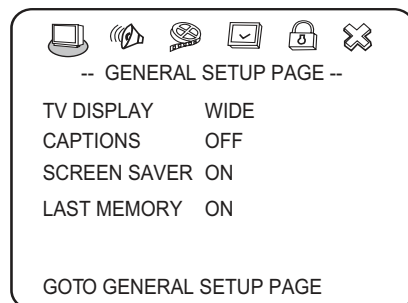 -- GENERAL SETUP PAGE --
TV DISPLAY WIDE
CAPTIONS OFF
SCREEN SAVER ON
LAST MEMORY ON
GOTO GENERAL SETUP PAGE